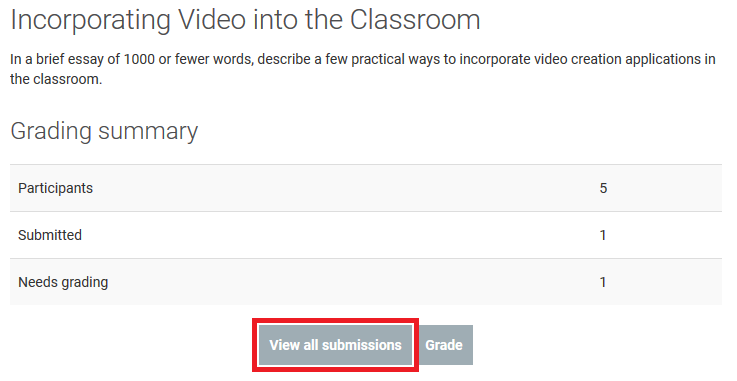 Incorporating Video into the Classroom
In a brief essay of 1000 or fewer words, describe a few practical ways to incorporate video creation applications in
the classroom.
Grading summary
Participants 5
Submitted 1
Needs grading 1
View all submissions Grade